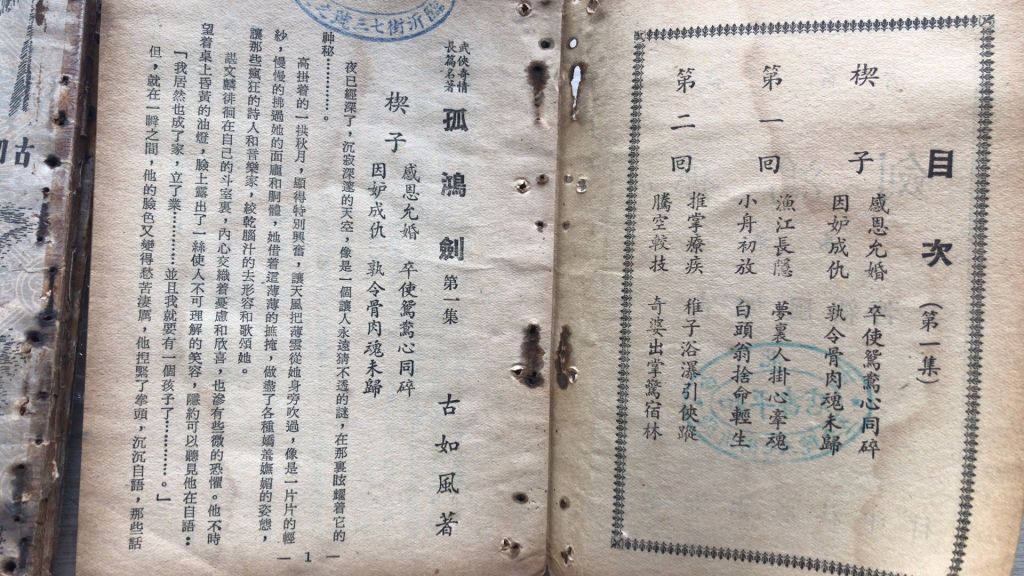 目次(第一集)
楔子 感恩允婚 卒使鴛鴦心同碎
因妒成仇 孰令骨肉魂未歸
第一回 漁江長隱 夢裏人掛心牽魂
小舟初放 白頭翁捨命輕生
第二回 推掌療疾 稚子浴瀑引俠蹤
騰空較技 奇婆出掌驚宿林
武俠奇情
長篇名著
孤鴻劍 第一集 古如風著
楔子 感恩允婚 卒使鴛鴦心同碎
因妒成仇 孰令骨肉魂未歸
夜已經深了,沉寂深邃的天空,像是一個讓人永遠猜不透的謎,在那裏眩耀着它的
神秘…………。
高掛着的一拱秋月,顯得特別興奮,讓天風把薄雲從她身旁吹過,像是一片片的輕
紗,慢慢的拂過她的面龐和胴體,她借着這薄薄的摭掩,做盡了各種嬌羞嫵媚的姿態,
讓那些瘋狂的詩人和音樂家,絞乾腦汁的去形容和歌頌她。
文麟徘徊在自己的斗室裏,內心交織着憂慮和欣喜,也滲有些微的恐懼。他不時
望着桌上昏黃的油燈,臉上露出了一絲使人不可理解的笑容,隱約可以聽見他在自語:
「我居然也成了家,立了業…………並且我就要有一個孩子了…………。」
但,就在一瞬之間,他的臉色又變得愁苦淒厲,他捏緊了拳頭,沉沉自語,那些話
— 1 —
臨沂街七三號之
古